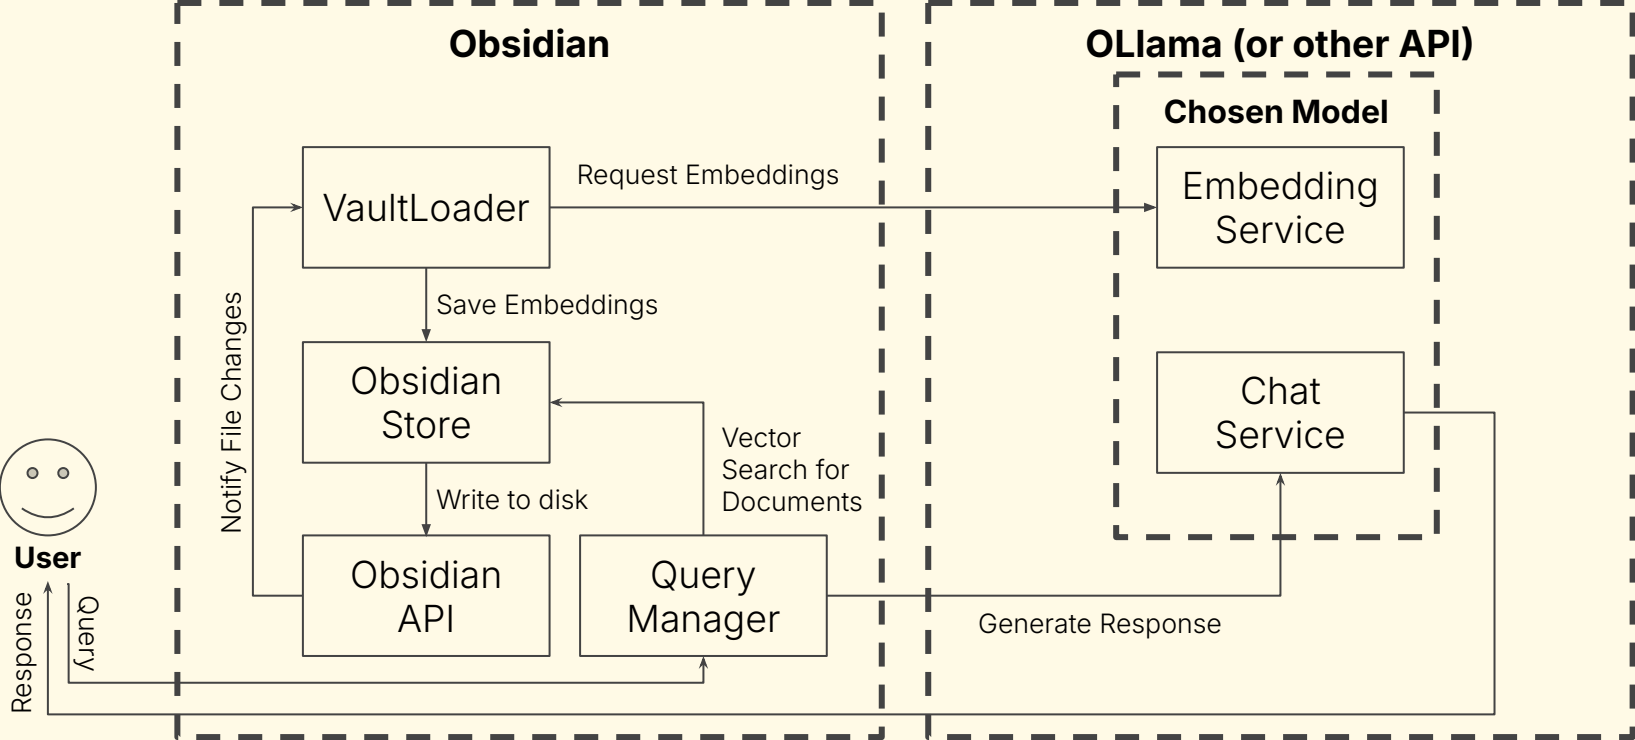 Obsidian
OLlama (or other API)
Chosen Model
VaultLoader
Request Embeddings
Embedding
Service
Save Embeddings
Notify File Changes
Obsidian
Store
Vector
Search for
Documents
Chat
Service
Write to disk
Obsidian
API
Query
Manager
Generate Response
User
Response
Query